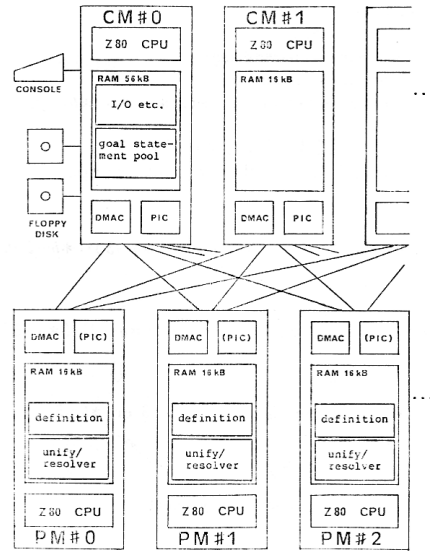 CM#0
Z80 CPU
RAM 56kB
I/O etc.
goal state-
ment pool
DMAC
PIC
CONSOLE
FLOPPY
DISK
CM#1
Z80 CPU
RAM 16kB
DMAC
PIC
...
DMAC
(PIC)
RAM 16kB
definition
unify/
resolver
Z80 CPU
PM#0
DMAC
(PIC)
RAM 16kB
definition
unify/
resolver
Z80 CPU
PM#1
DMAC
(PIC)
RAM 16kB
definition
unify/
resolver
Z80 CPU
PM#2
...